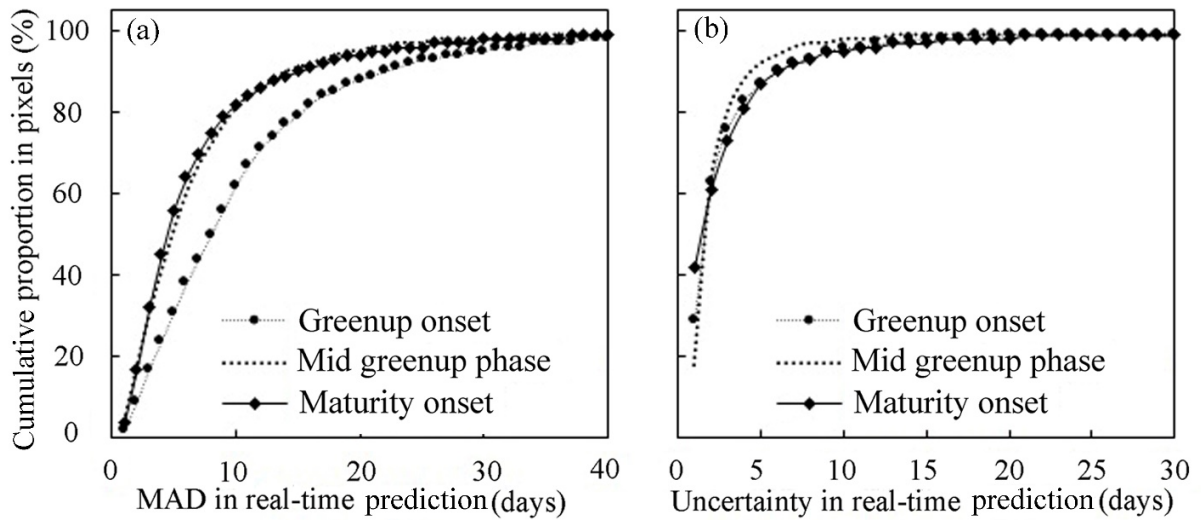 Cumulative proportion in pixels (%)
100
80
60
40
20
0
(a)
Greenup onset
Mid greenup phase
Maturity onset
0 10 20 30 40
MAD in real-time prediction (days)
(b)
Greenup onset
Mid greenup phase
Maturity onset
0 5 10 15 20 25 30
Uncertainty in real-time prediction (days)